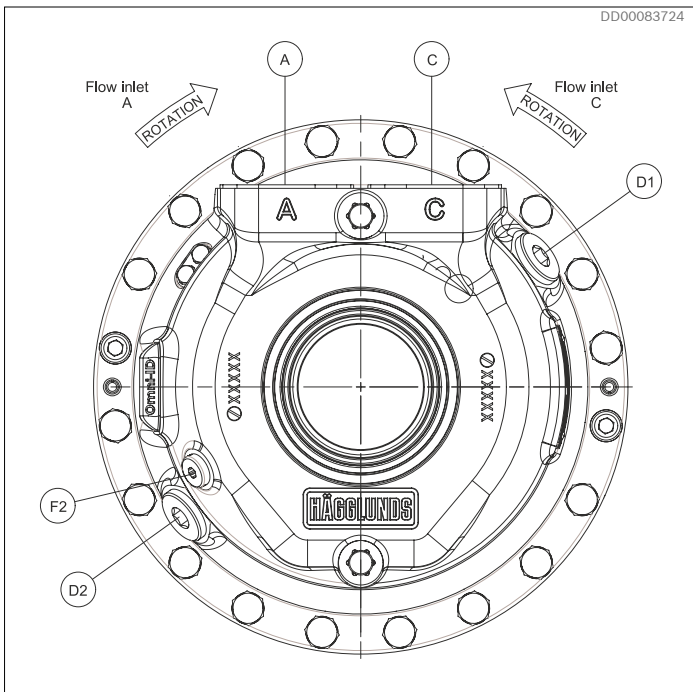 DD00083724
A
C
Flow inlet
A
ROTATION
Flow inlet
C
ROTATION
D1
A
C
Omni-ID
XXXXX
XXXXX
F2
HÄGGLUNDS
D2